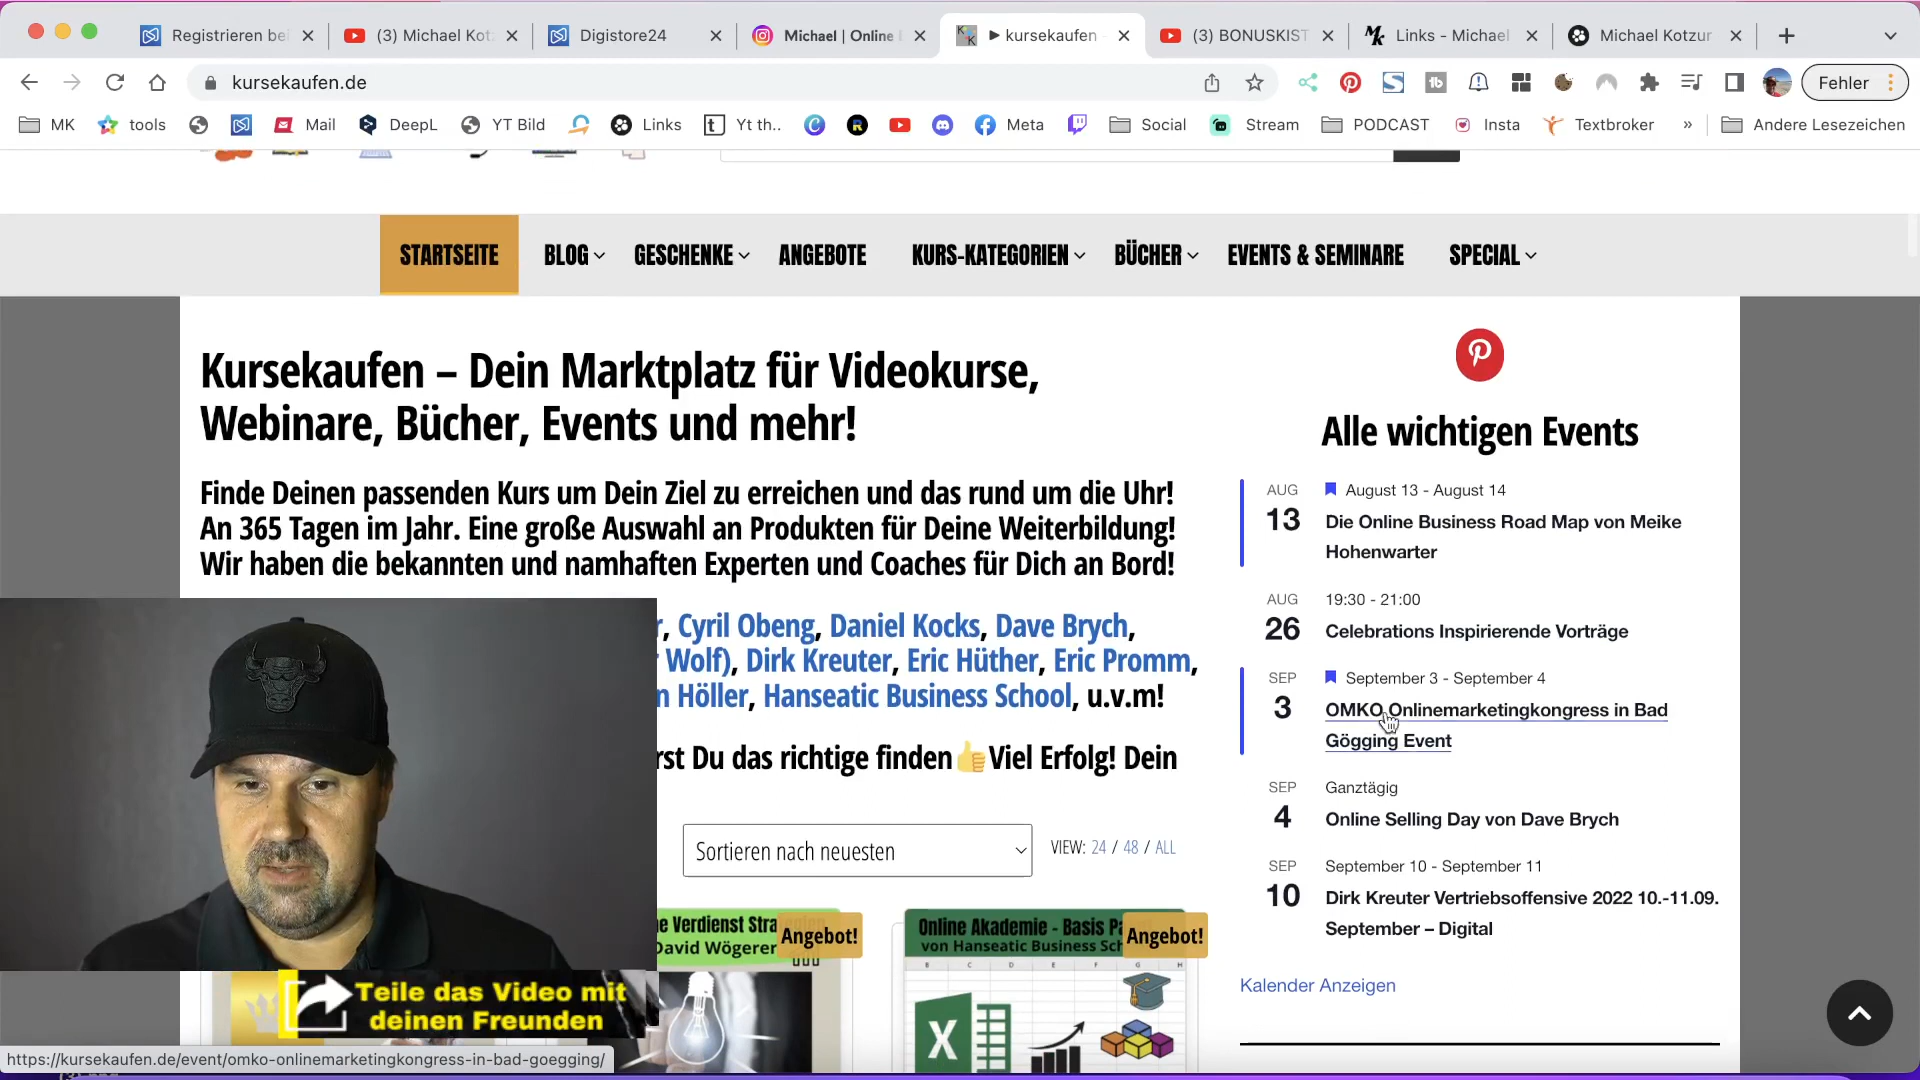 Registrieren bei
(3) Michael Kotz
Digistore24
Michael | Online
▶ kursekaufen -
(3) BONUSKIST
Links - Michael
Michael Kotzur
kursekaufen.de
Fehler
MK
tools
Mail
DeepL
YT Bild
Links
Yt th..
Meta
Social
Stream
PODCAST
Insta
Textbroker
»
Andere Lesezeichen
STARTSEITE
BLOG
GESCHENKE
ANGEBOTE
KURS-KATEGORIEN
BÜCHER
EVENTS & SEMINARE
SPECIAL
Kursekaufen – Dein Marktplatz für Videokurse,
Webinare, Bücher, Events und mehr!
Finde Deinen passenden Kurs um Dein Ziel zu erreichen und das rund um die Uhr!
An 365 Tagen im Jahr. Eine große Auswahl an Produkten für Deine Weiterbildung!
Wir haben die bekannten und namhaften Experten und Coaches für Dich an Bord!
, Cyril Obeng, Daniel Kocks, Dave Brych,
Wolf), Dirk Kreuter, Eric Hüther, Eric Promm,
n Höller, Hanseatic Business School, u.v.m!
rst Du das richtige finden👍Viel Erfolg! Dein
Sortieren nach neuesten
VIEW: 24 / 48 / ALL
e Verdienst Strategien
David Wögerer
Angebot!
Online Akademie - Basis Pa
von Hanseatic Business Sch
Angebot!
Alle wichtigen Events
AUG
13
August 13 - August 14
Die Online Business Road Map von Meike
Hohenwarter
AUG
26
19:30 - 21:00
Celebrations Inspirierende Vorträge
SEP
3
September 3 - September 4
OMKO Onlinemarketingkongress in Bad
Gögging Event
SEP
4
Ganztägig
Online Selling Day von Dave Brych
SEP
10
September 10 - September 11
Dirk Kreuter Vertriebsoffensive 2022 10.-11.09.
September – Digital
Kalender Anzeigen
Teile das Video mit
deinen Freunden
https://kursekaufen.de/event/omko-onlinemarketingkongress-in-bad-goegging/